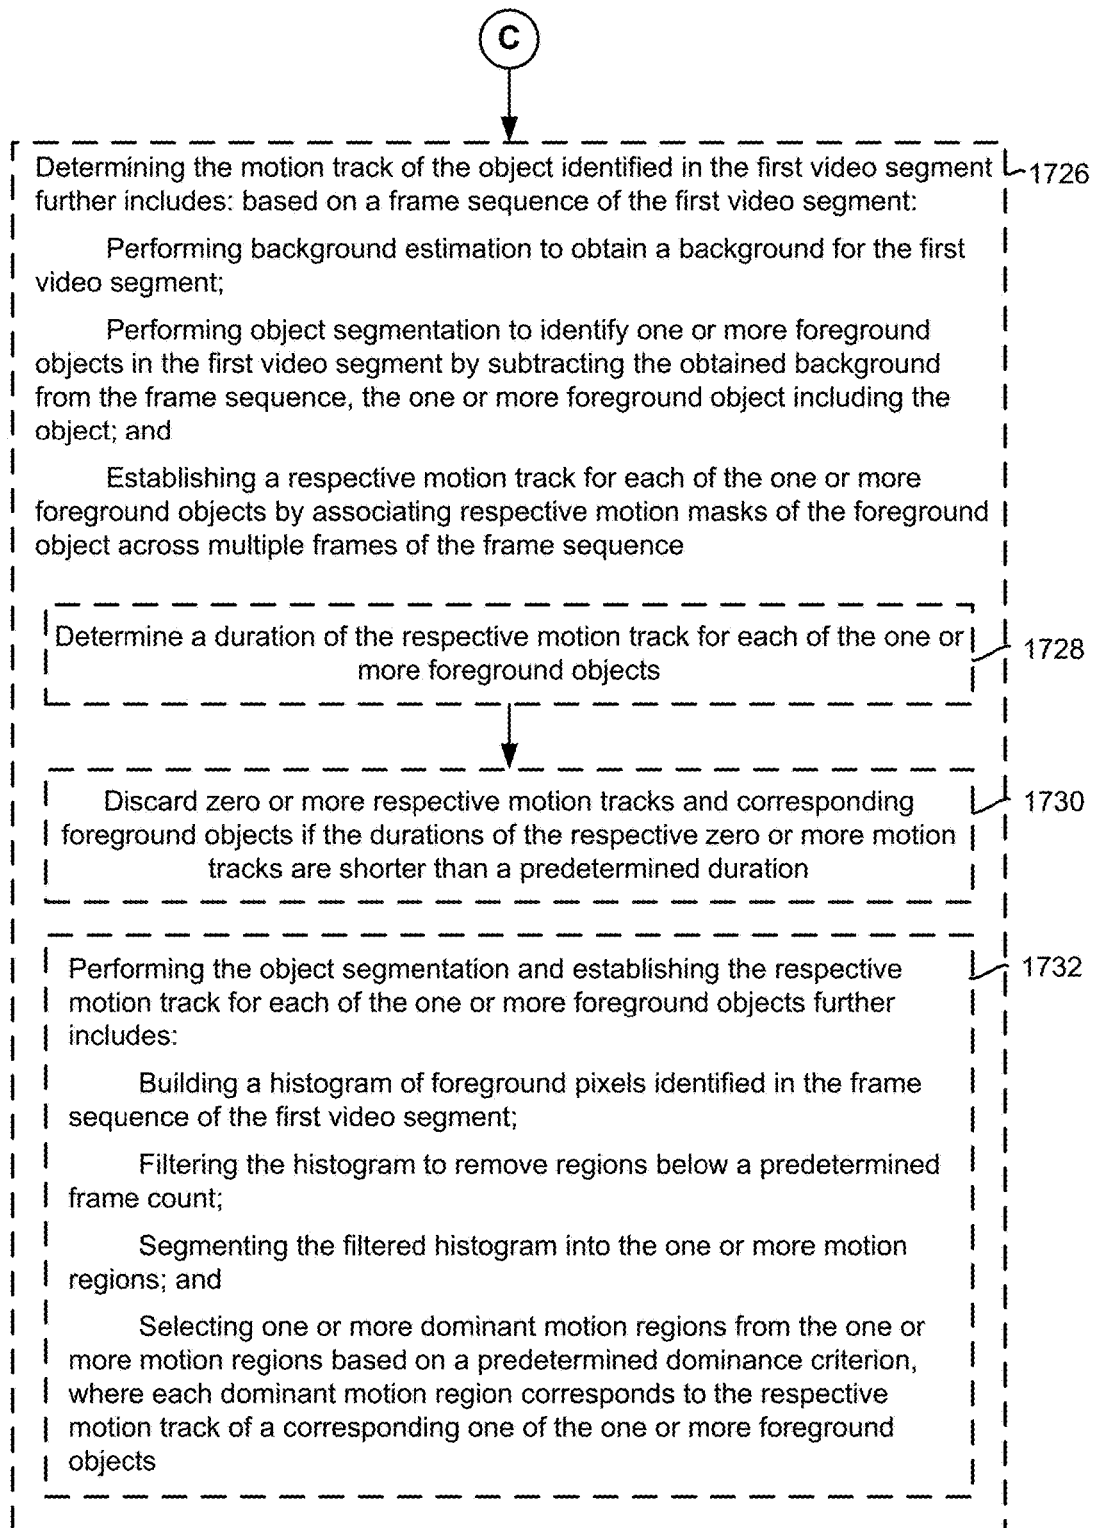 C
Determining the motion track of the object identified in the first video segment
1726
further includes: based on a frame sequence of the first video segment:
Performing background estimation to obtain a background for the first
video segment;
Performing object segmentation to identify one or more foreground
objects in the first video segment by subtracting the obtained background
from the frame sequence, the one or more foreground object including the
object; and
Establishing a respective motion track for each of the one or more
foreground objects by associating respective motion masks of the foreground
object across multiple frames of the frame sequence
Determine a duration of the respective motion track for each of the one or
more foreground objects
1728
Discard zero or more respective motion tracks and corresponding
foreground objects if the durations of the respective zero or more motion
tracks are shorter than a predetermined duration
1730
Performing the object segmentation and establishing the respective
1732
motion track for each of the one or more foreground objects further
includes:
Building a histogram of foreground pixels identified in the frame
sequence of the first video segment;
Filtering the histogram to remove regions below a predetermined
frame count;
Segmenting the filtered histogram into the one or more motion
regions; and
Selecting one or more dominant motion regions from the one or
more motion regions based on a predetermined dominance criterion,
where each dominant motion region corresponds to the respective
motion track of a corresponding one of the one or more foreground
objects